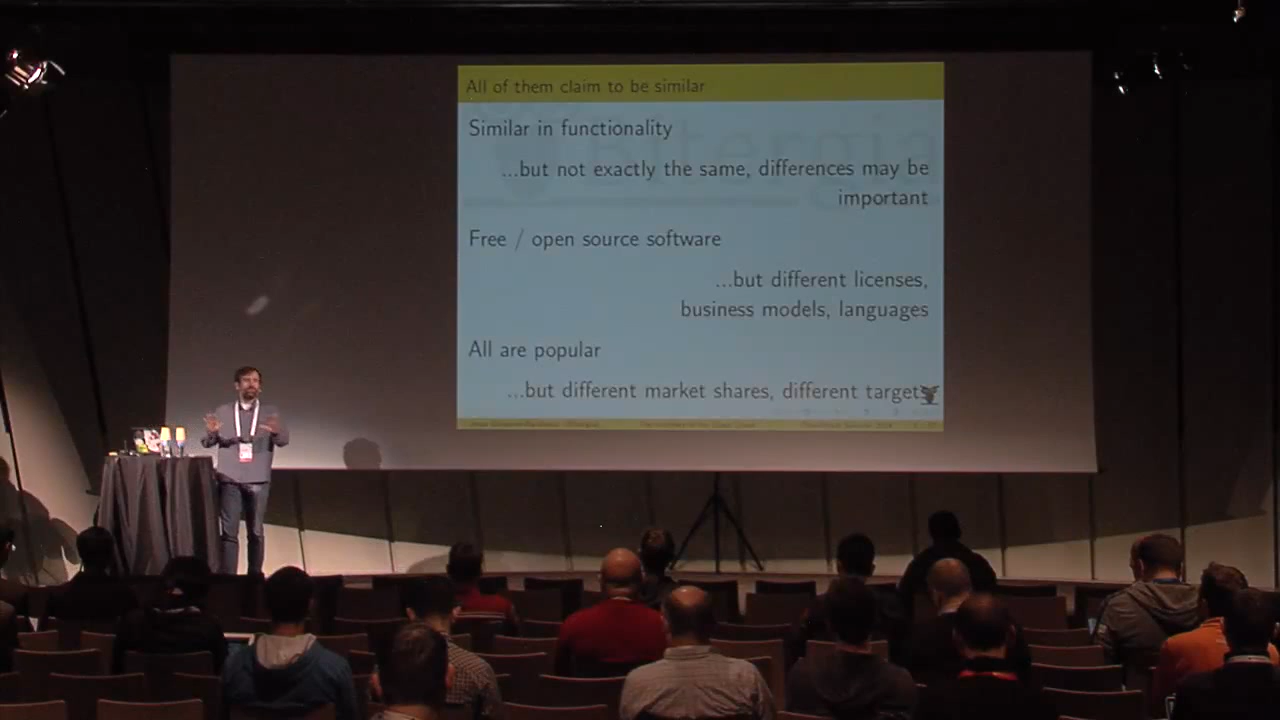 All of them claim to be similar
Similar in functionality
...but not exactly the same, differences may be
important
Free / open source software
...but different licenses,
business models, languages
All are popular
...but different market shares, different targets
Bitergia